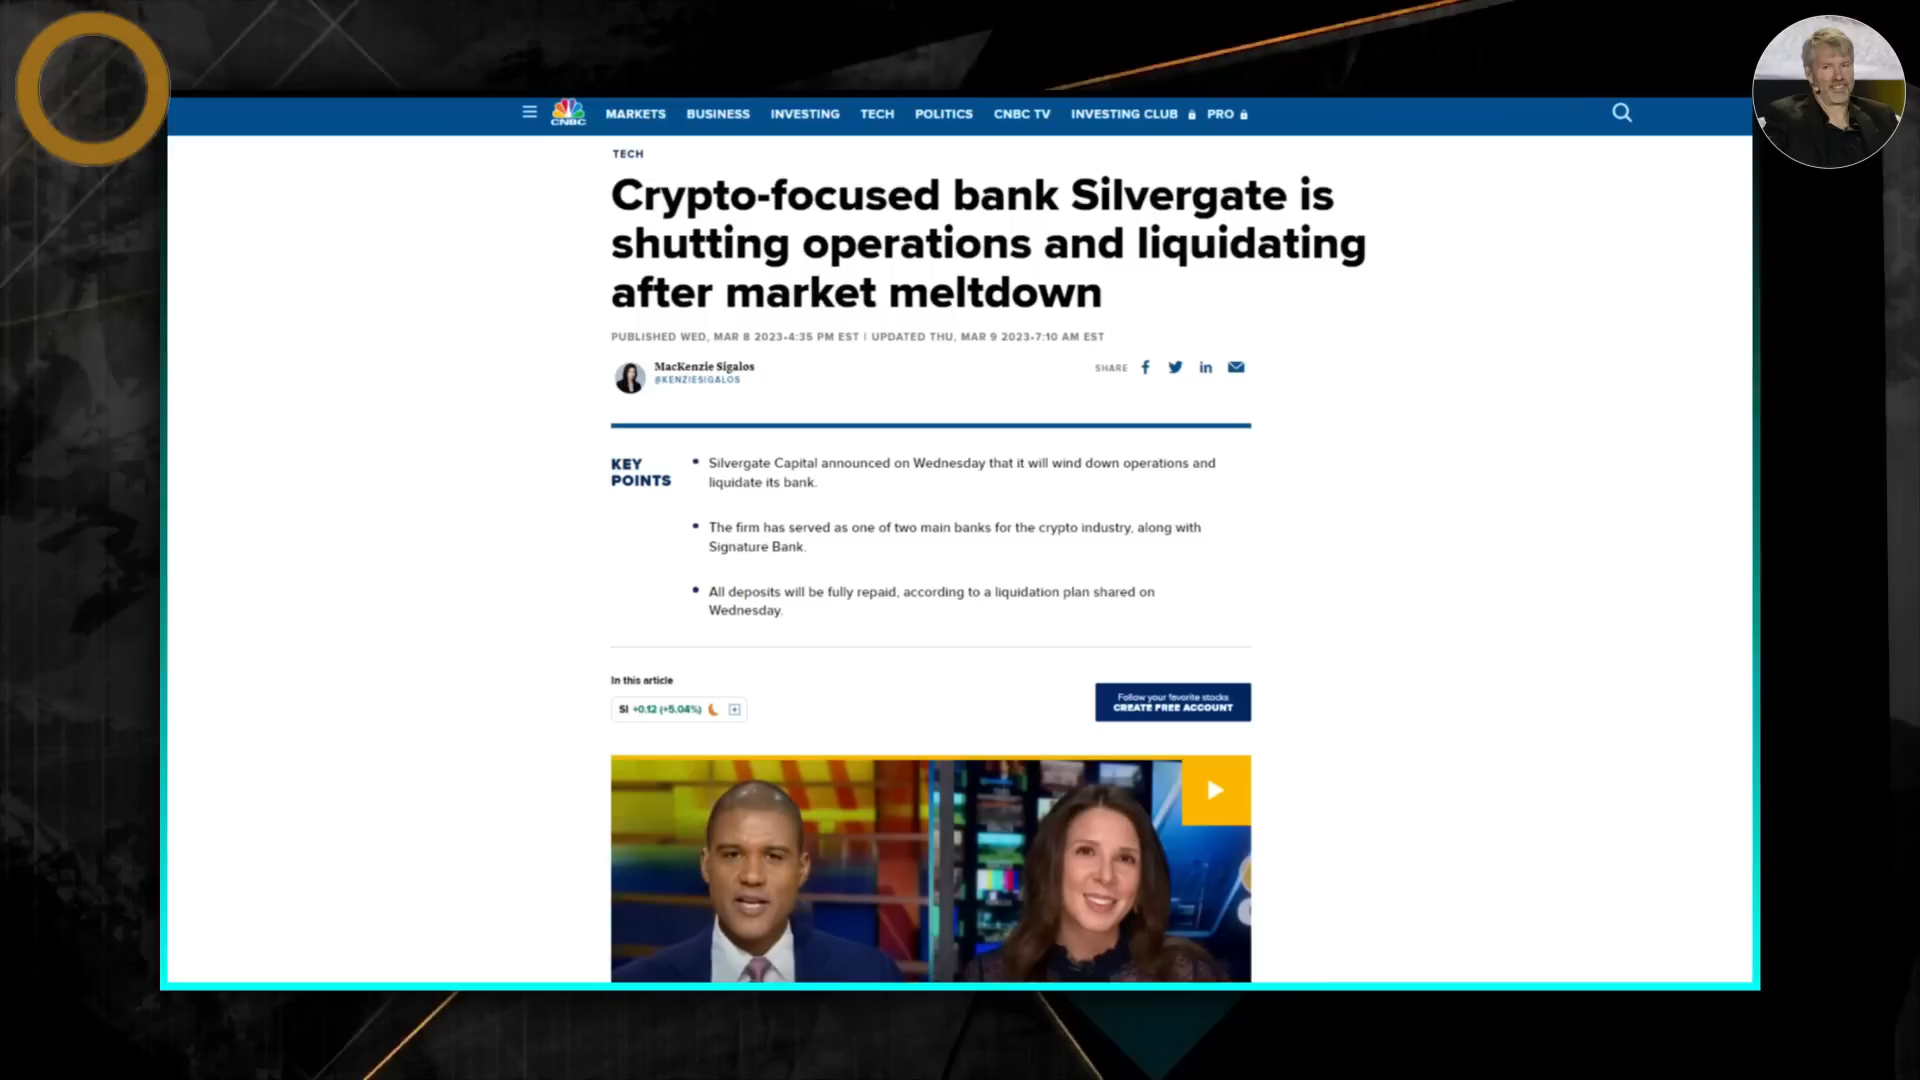 CNBC
MARKETS BUSINESS INVESTING TECH POLITICS CNBC TV INVESTING CLUB PRO
TECH
Crypto-focused bank Silvergate is
shutting operations and liquidating
after market meltdown
PUBLISHED WED, MAR 8 2023•4:35 PM EST | UPDATED THU, MAR 9 2023•7:10 AM EST
MacKenzie Sigalos
@KENZIESIGALOS
SHARE
KEY
POINTS
Silvergate Capital announced on Wednesday that it will wind down operations and
liquidate its bank.
The firm has served as one of two main banks for the crypto industry, along with
Signature Bank.
All deposits will be fully repaid, according to a liquidation plan shared on
Wednesday.
In this article
SI +0.12 (+5.04%)
Follow your favorite stocks
CREATE FREE ACCOUNT